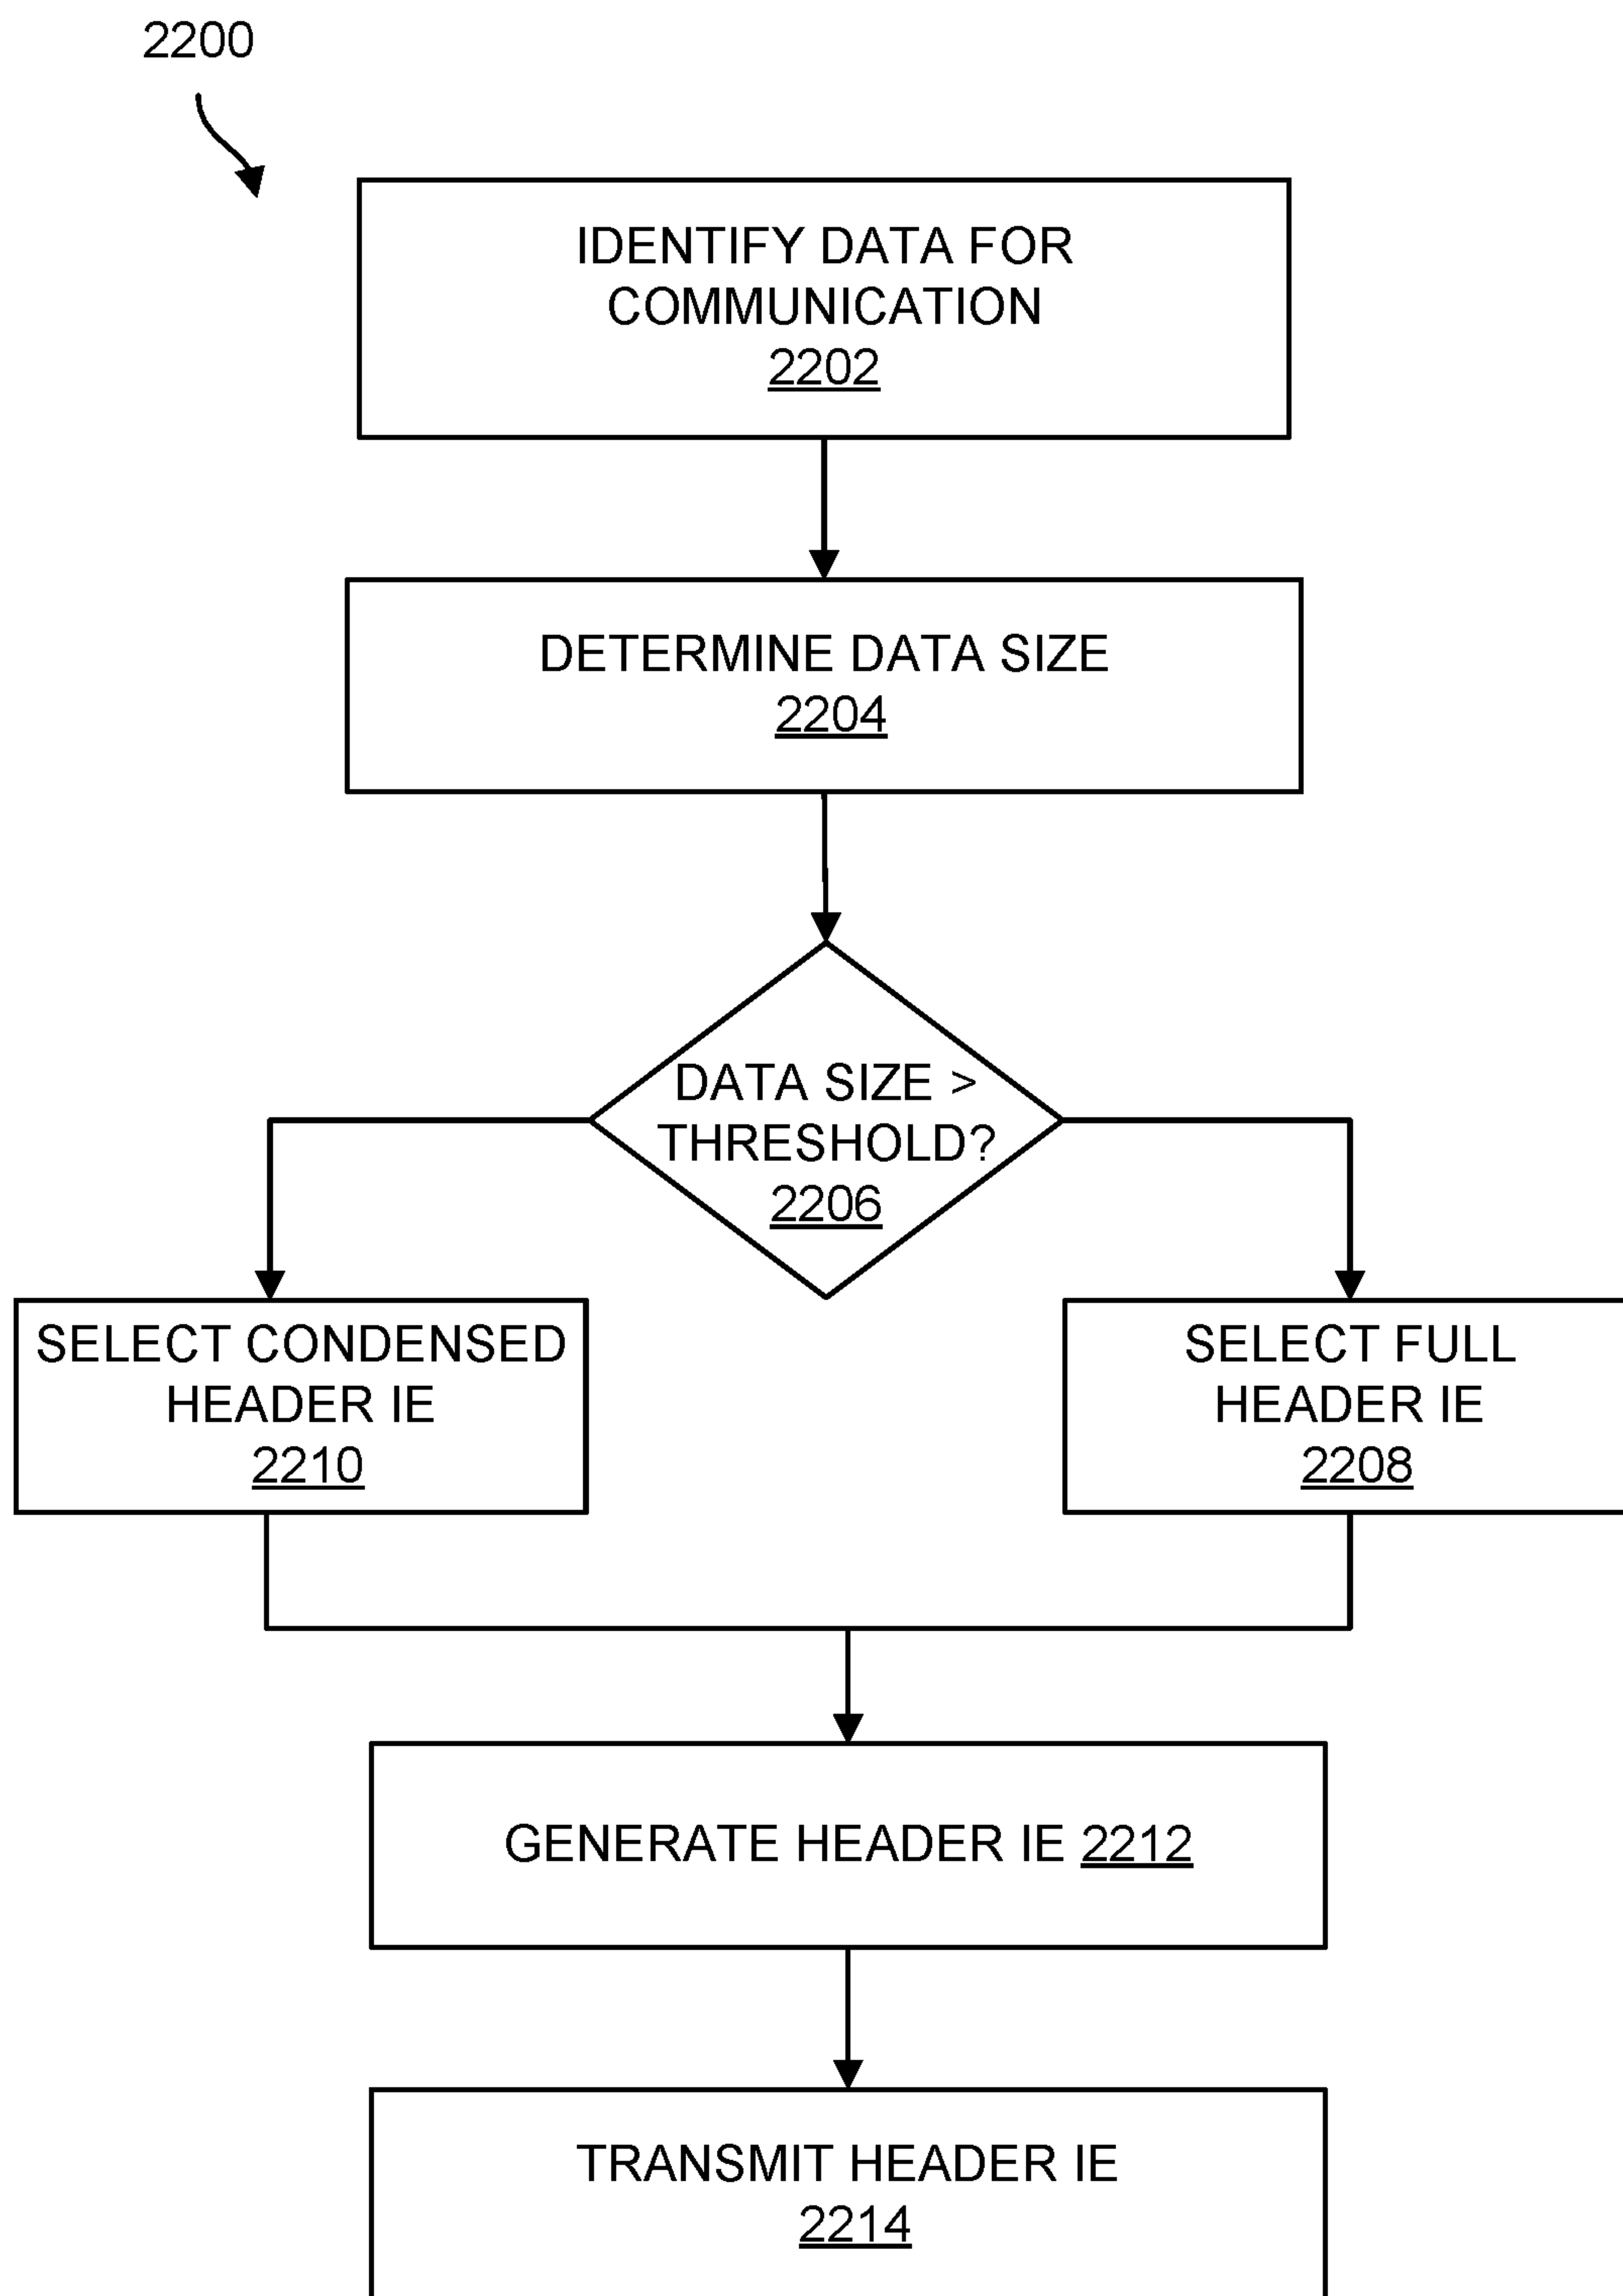 2200
IDENTIFY DATA FOR
COMMUNICATION
2202
DETERMINE DATA SIZE
2204
DATA SIZE >
THRESHOLD?
2206
SELECT CONDENSED
HEADER IE
2210
SELECT FULL
HEADER IE
2208
GENERATE HEADER IE 2212
TRANSMIT HEADER IE
2214